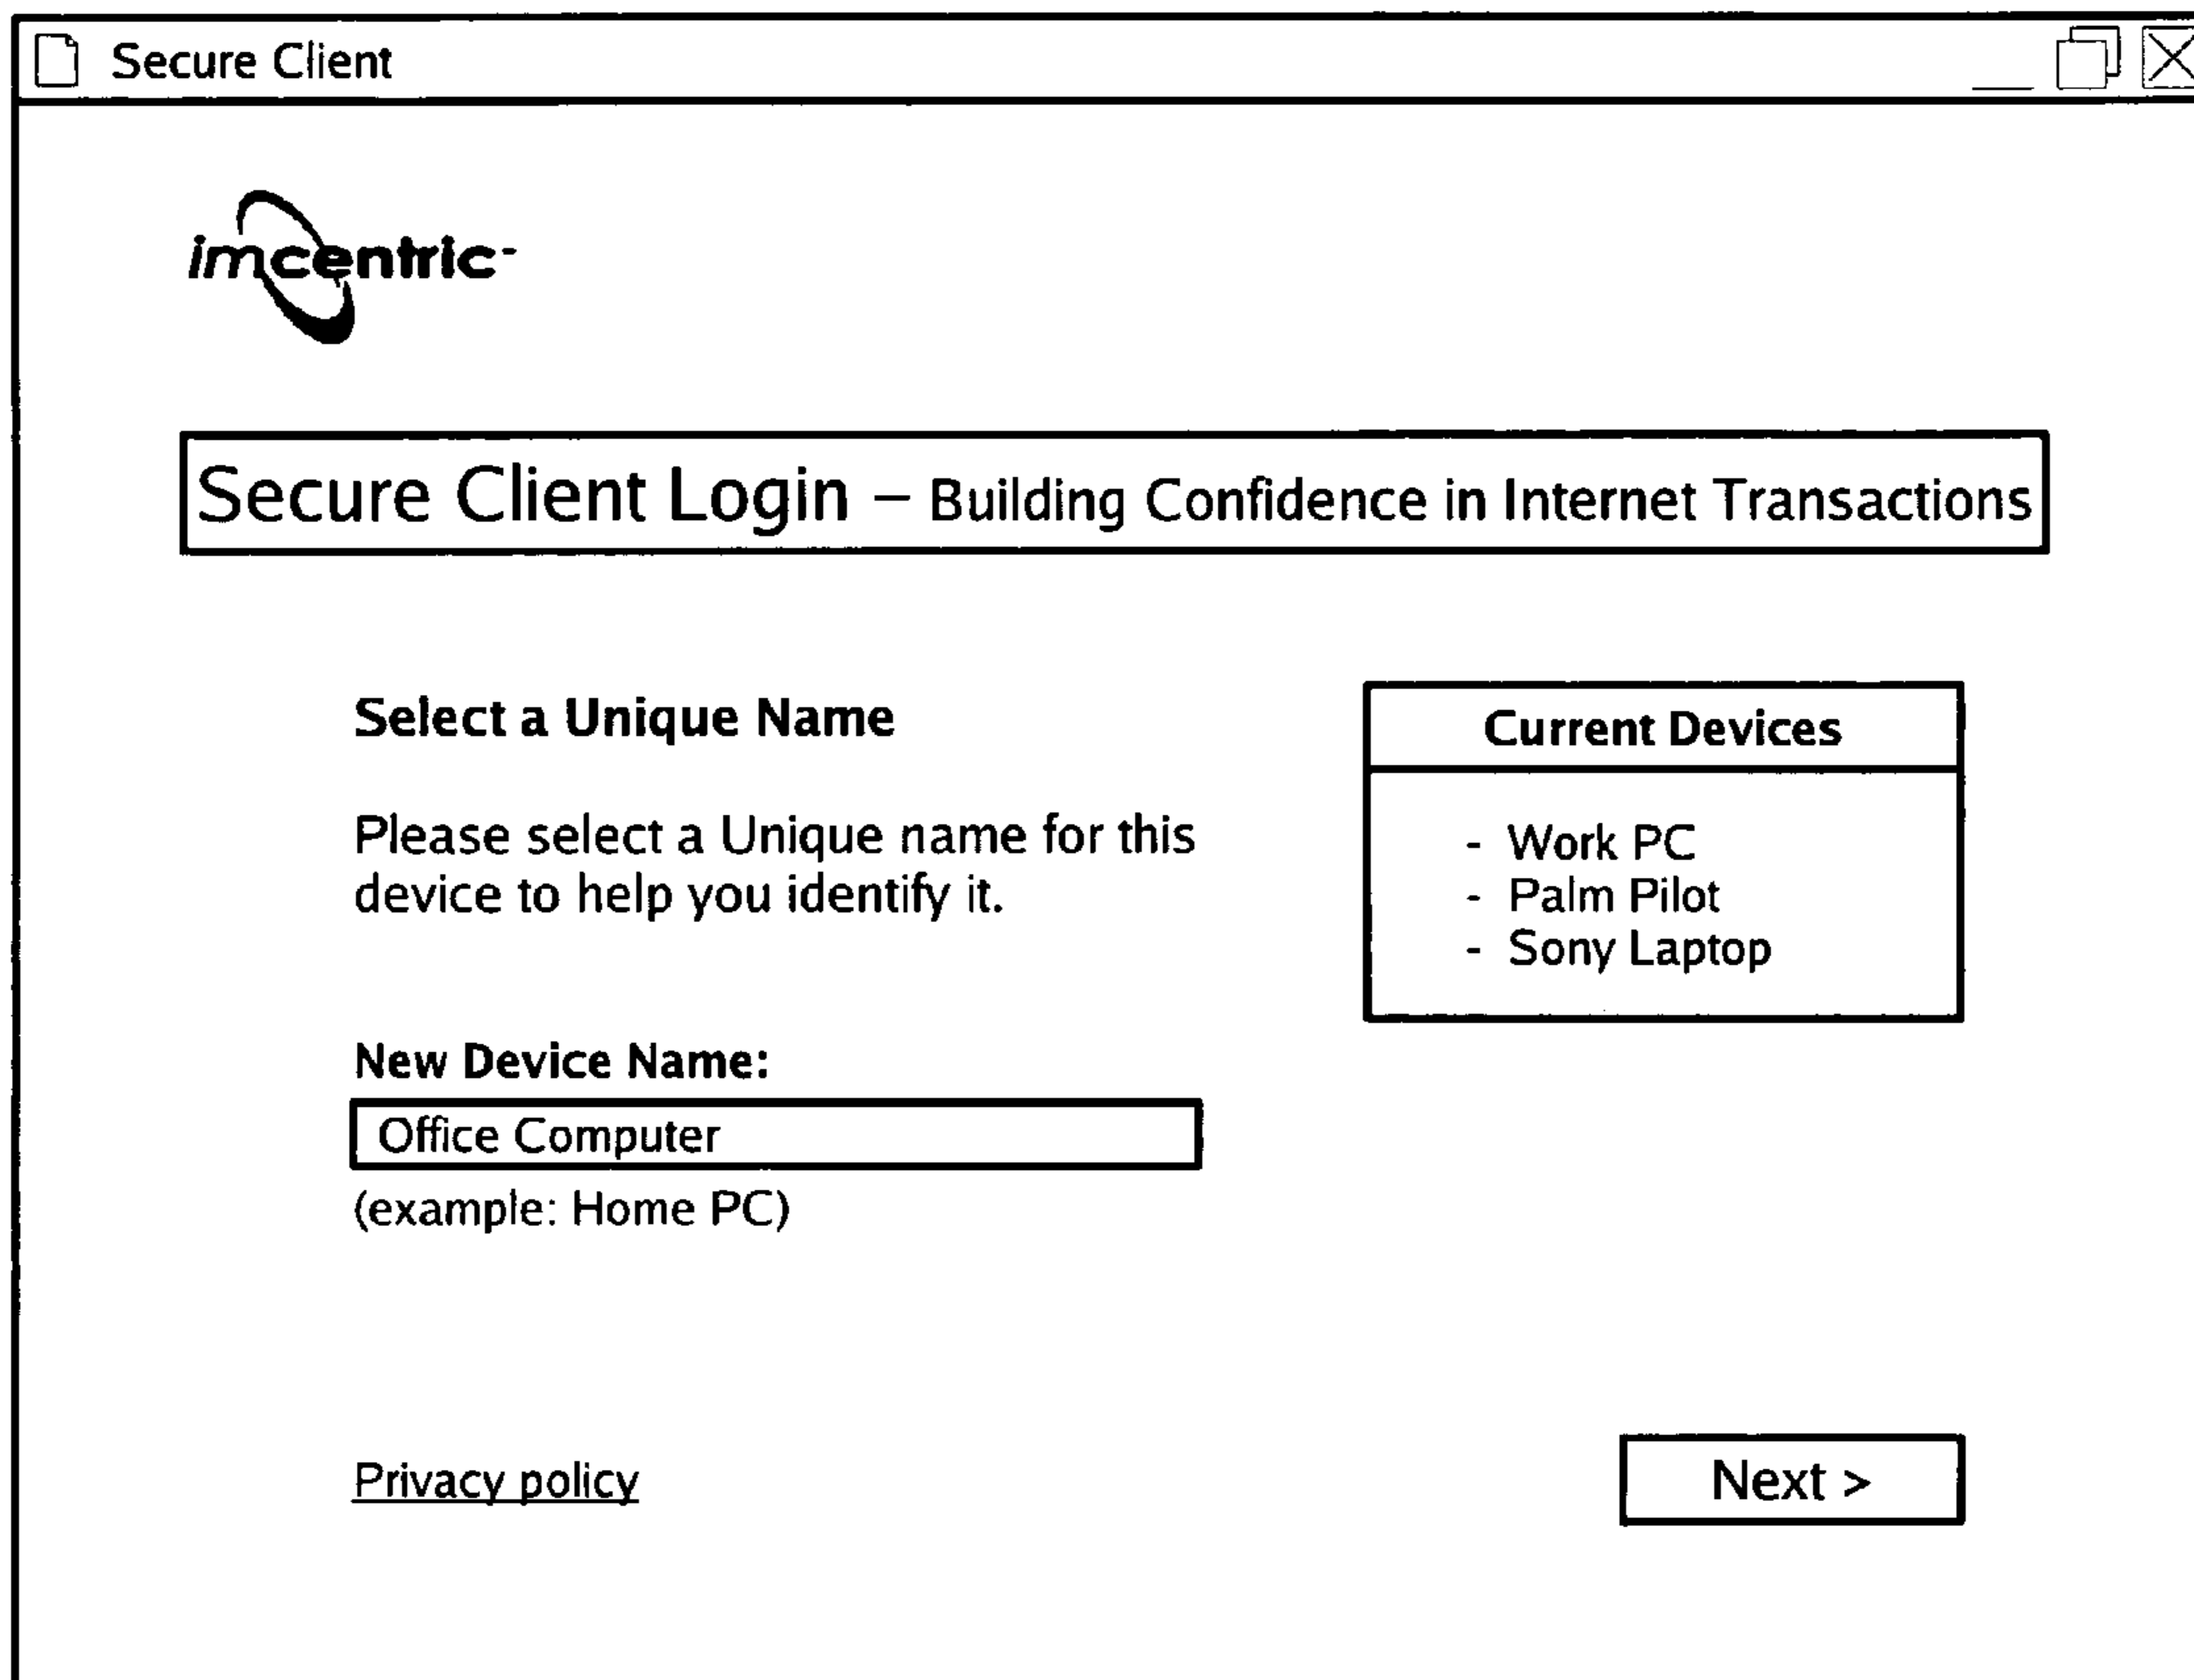 Secure Client
imcentric
Secure Client Login – Building Confidence in Internet Transactions
Select a Unique Name
Please select a Unique name for this
device to help you identify it.
New Device Name:
Office Computer
(example: Home PC)
Current Devices
- Work PC
- Palm Pilot
- Sony Laptop
Privacy policy
Next >